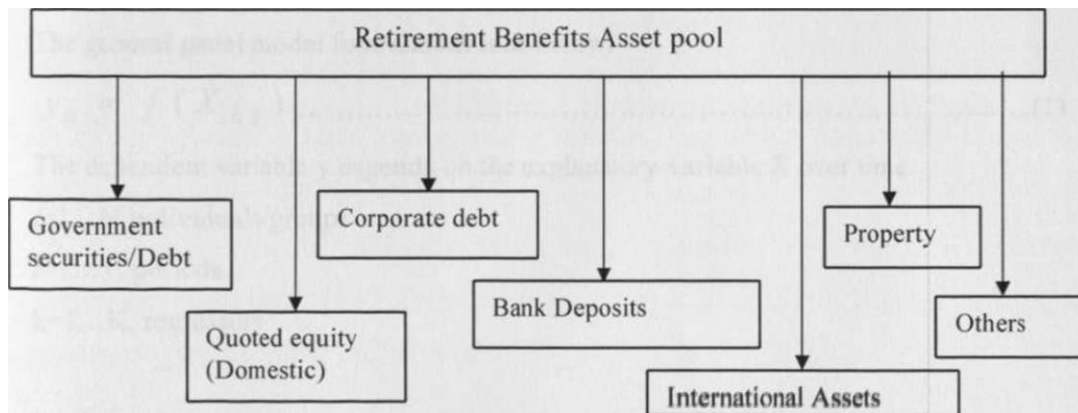 Retirement Benefits Asset pool
The general panel model
The dependent variable y depends on the explanatory variable X over time
Government
securities/Debt
Corporate debt
Property
Quoted equity
(Domestic)
Bank Deposits
Others
International Assets